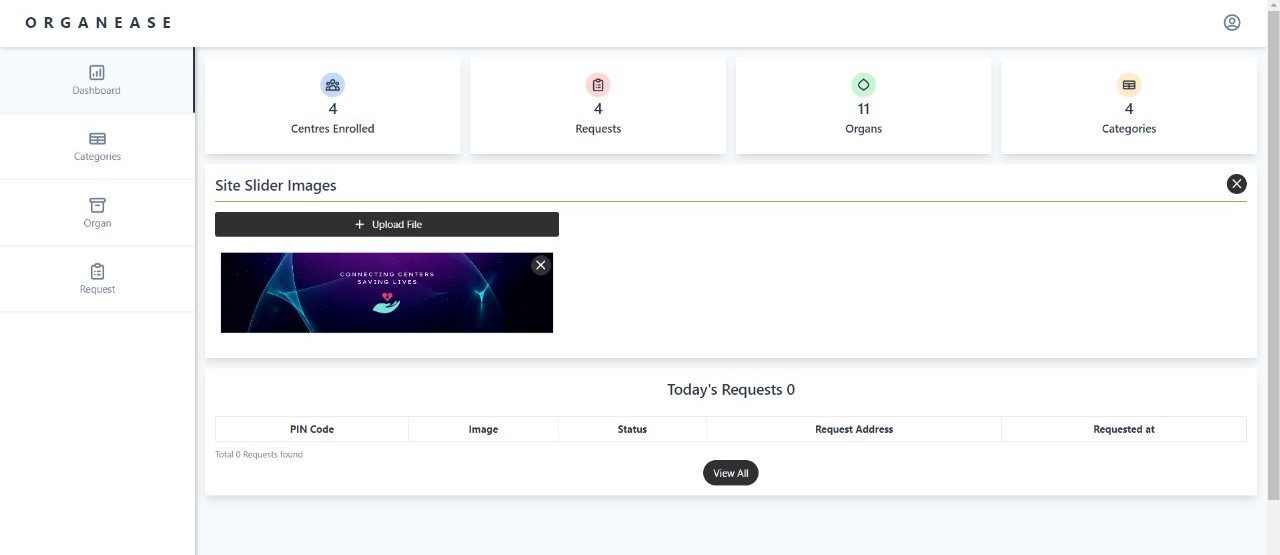 ORGANEASE
Dashboard
Categories
Organ
Request
4
Centres Enrolled
4
Requests
11
Organs
4
Categories
Site Slider Images
+ Upload File
CONNECTING CENTERS
SAVING LIVES
Today's Requests 0
PIN Code Image Status Request Address Requested at
Total 0 Requests found
View All